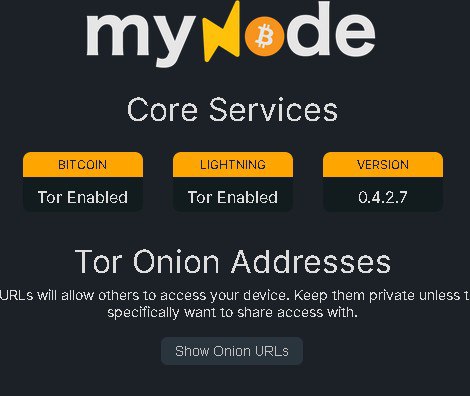 myNode
Core Services
BITCOIN LIGHTNING VERSION
Tor Enabled Tor Enabled 0.4.2.7
Tor Onion Addresses
URLs will allow others to access your device. Keep them private unless
specifically want to share access with.
Show Onion URLs